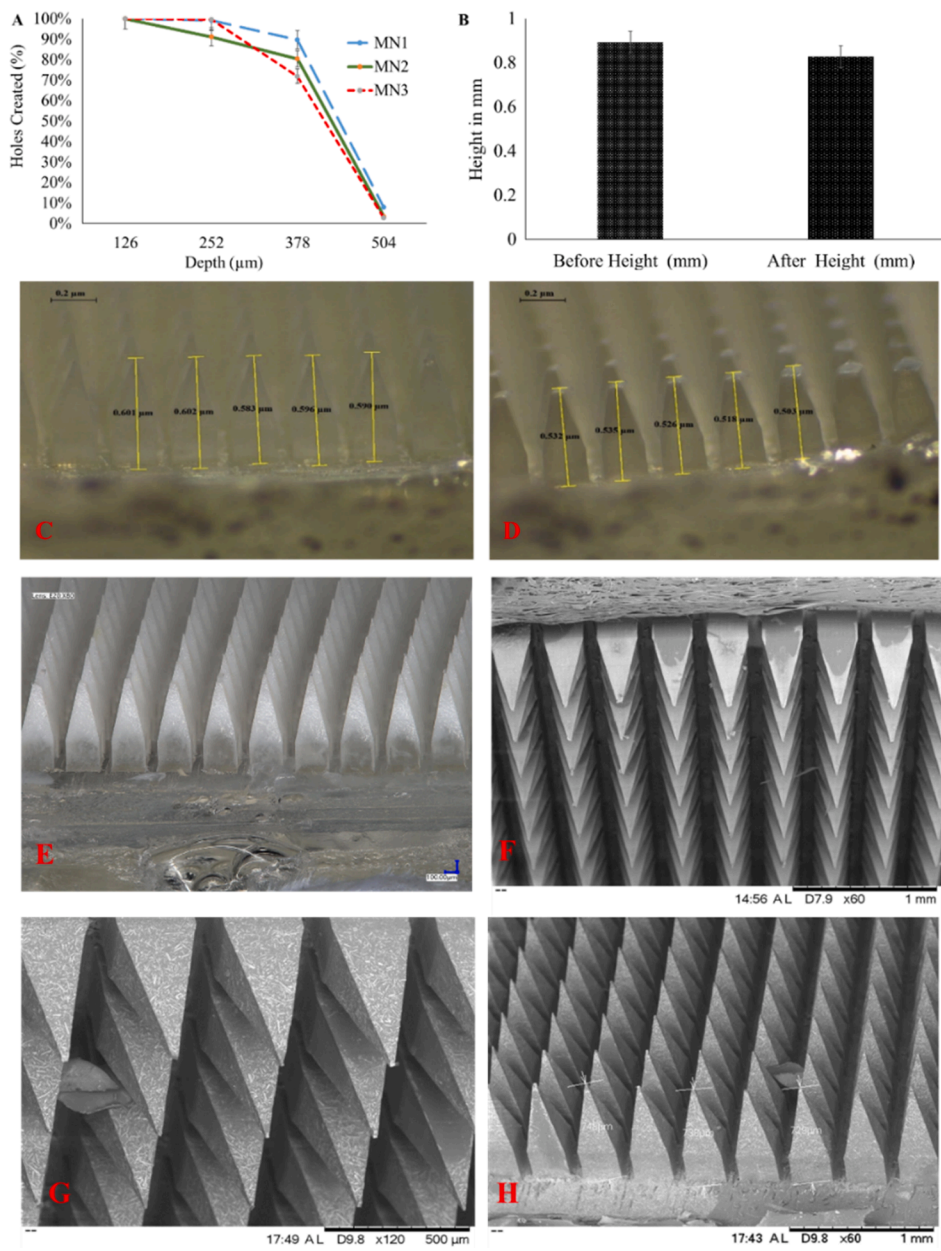 A
100%
90%
80%
70%
60%
50%
40%
30%
20%
10%
0%
Holes Created (%)
MN1
MN2
MN3
126 252 378 504
Depth (µm)
B
1
0.8
0.6
0.4
0.2
0
Height in mm
Before Height (mm) After Height (mm)
0.2 µm
0.601 µm 0.602 µm 0.583 µm 0.596 µm 0.590 µm
C
0.2 µm
0.532 µm 0.535 µm 0.526 µm 0.518 µm 0.503 µm
D
E
100.00µm
F
14:56 A L D7.9 x60 1 mm
G
17:49 A L D9.8 x120 500 µm
H
729µm
17:43 A L D9.8 x60 1 mm